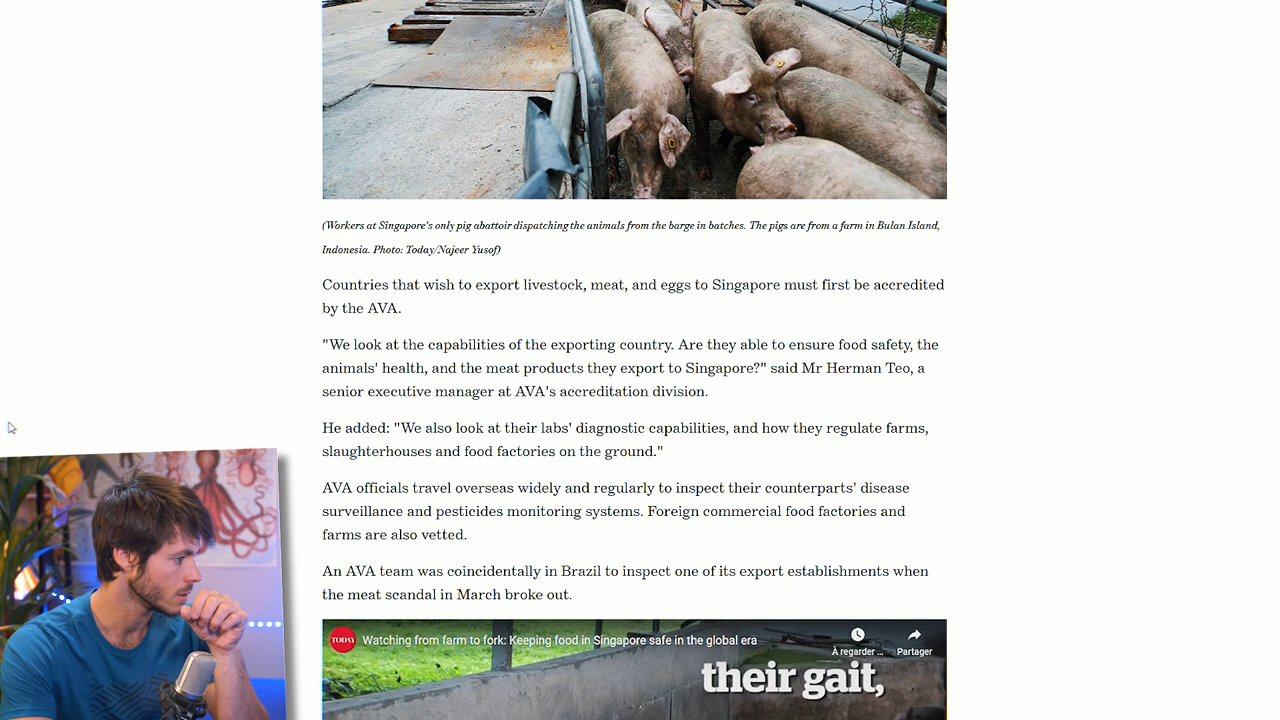 (Workers at Singapore's only pig abattoir dispatching the animals from the barge in batches. The pigs are from a farm in Bulan Island,
Indonesia. Photo: Today/Najeer Yusof)
Countries that wish to export livestock, meat, and eggs to Singapore must first be accredited
by the AVA.
"We look at the capabilities of the exporting country. Are they able to ensure food safety, the
animals' health, and the meat products they export to Singapore?" said Mr Herman Teo, a
senior executive manager at AVA's accreditation division.
He added: "We also look at their labs' diagnostic capabilities, and how they regulate farms,
slaughterhouses and food factories on the ground."
AVA officials travel overseas widely and regularly to inspect their counterparts' disease
surveillance and pesticides monitoring systems. Foreign commercial food factories and
farms are also vetted.
An AVA team was coincidentally in Brazil to inspect one of its export establishments when
the meat scandal in March broke out.
TODAY Watching from farm to fork: Keeping food in Singapore safe in the global era
À regarder ... Partager
their gait,